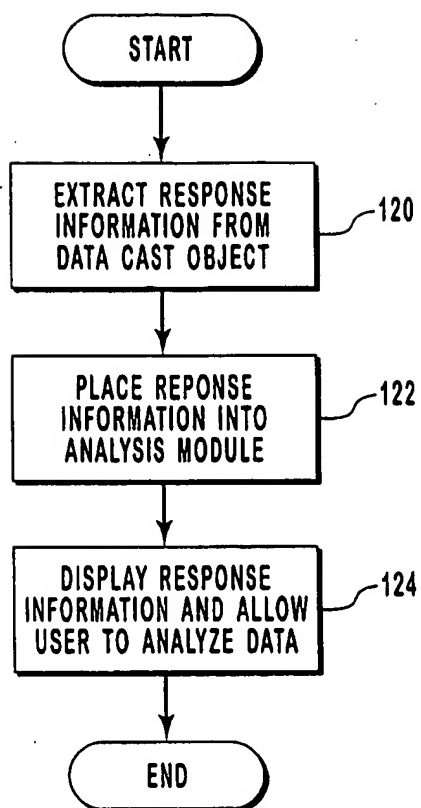 START
EXTRACT RESPONSE
INFORMATION FROM
DATA CAST OBJECT
120
PLACE REPONSE
INFORMATION INTO
ANALYSIS MODULE
122
DISPLAY RESPONSE
INFORMATION AND ALLOW
USER TO ANALYZE DATA
124
END